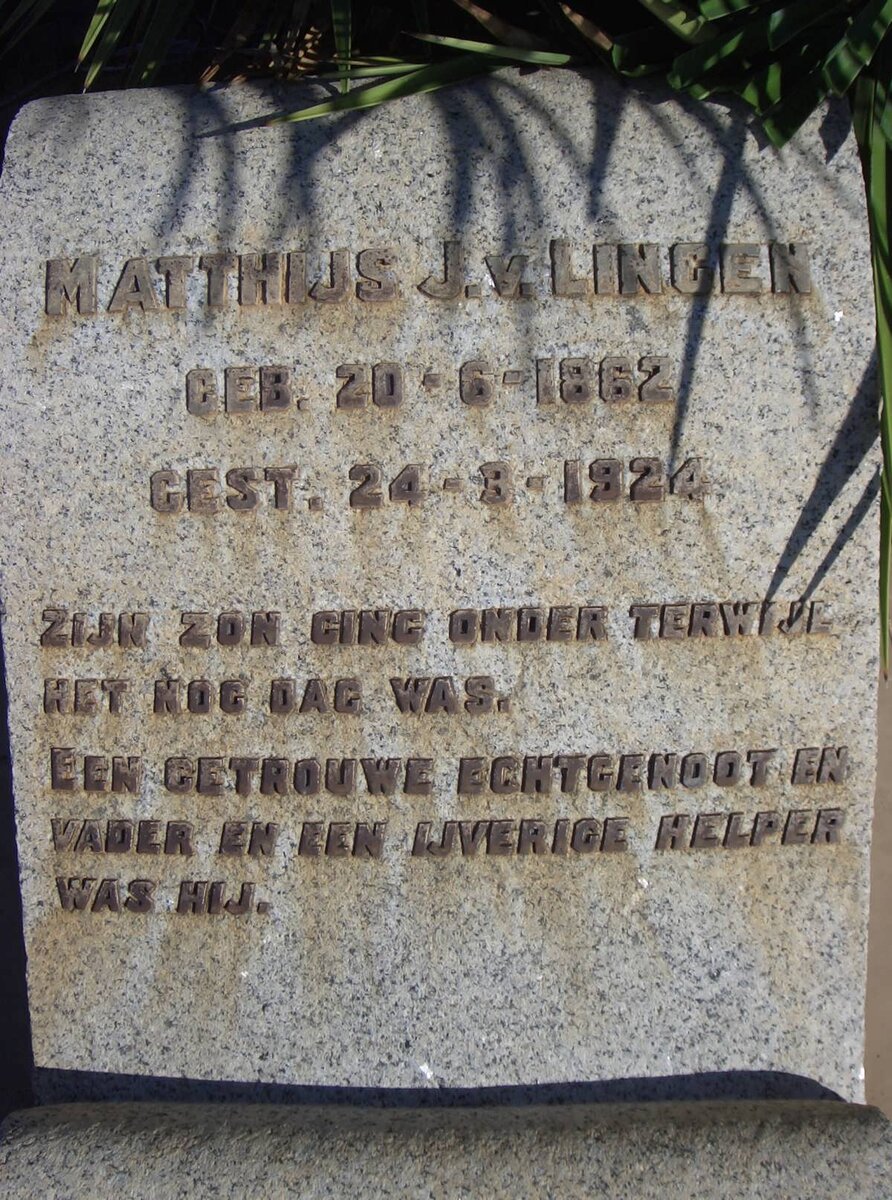 MATTHIJS J.V. LINGEN
GEB. 20-6-1862
GEST. 24-3-1924
ZIJN ZON GING ONDER TERWIJL
HET NOG DAG WAS.
EEN GETROUWE ECHTGENOOT EN
VADER EN EEN IJVERIGE HELPER
WAS HIJ.